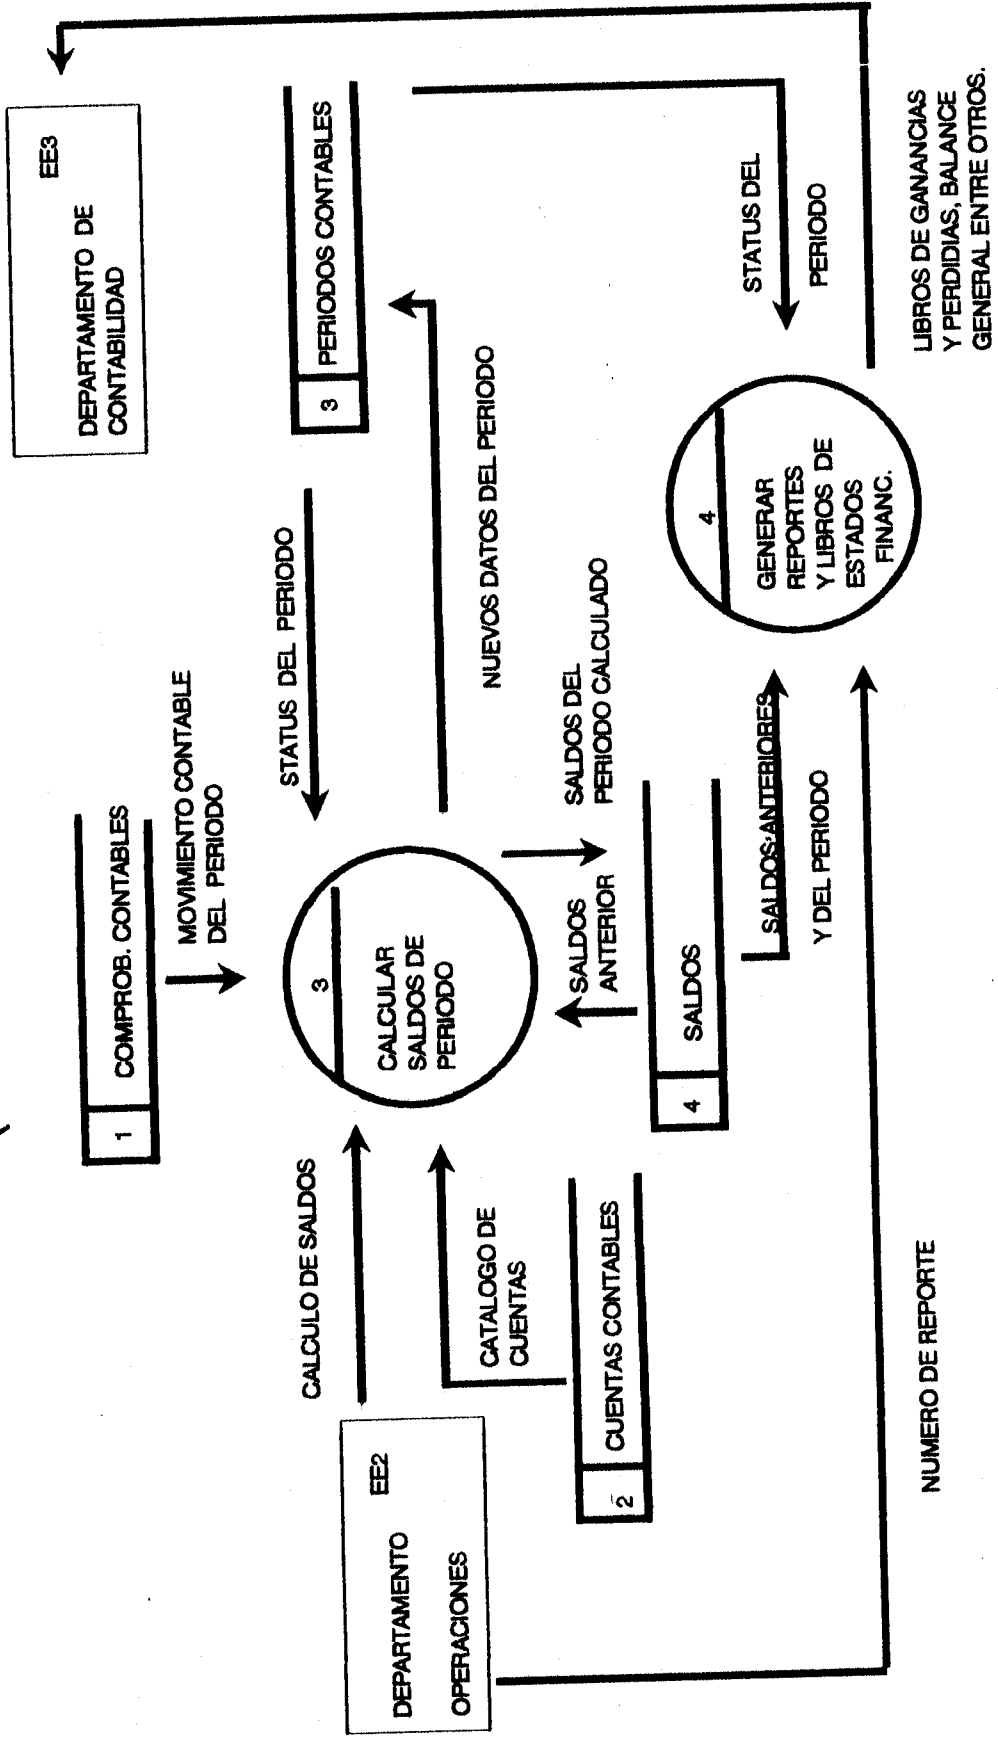 1
COMPROB. CONTABLES
EE3
DEPARTAMENTO DE
CONTABILIDAD
MOVIMIENTO CONTABLE
DEL PERIODO
CALCULO DE SALDOS
STATUS DEL PERIODO
3
PERIODOS CONTABLES
EE2
DEPARTAMENTO
OPERACIONES
3
CALCULAR
SALDOS DE
PERIODO
CATALOGO DE
CUENTAS
NUEVOS DATOS DEL PERIODO
2
CUENTAS CONTABLES
SALDOS
ANTERIOR
SALDOS DEL
PERIODO CALCULADO
4
SALDOS
STATUS DEL
PERIODO
SALDOS ANTERIORES
Y DEL PERIODO
4
GENERAR
REPORTES
Y LIBROS DE
ESTADOS
FINANC.
NUMERO DE REPORTE
LIBROS DE GANANCIAS
Y PERDIDIAS, BALANCE
GENERAL ENTRE OTROS.